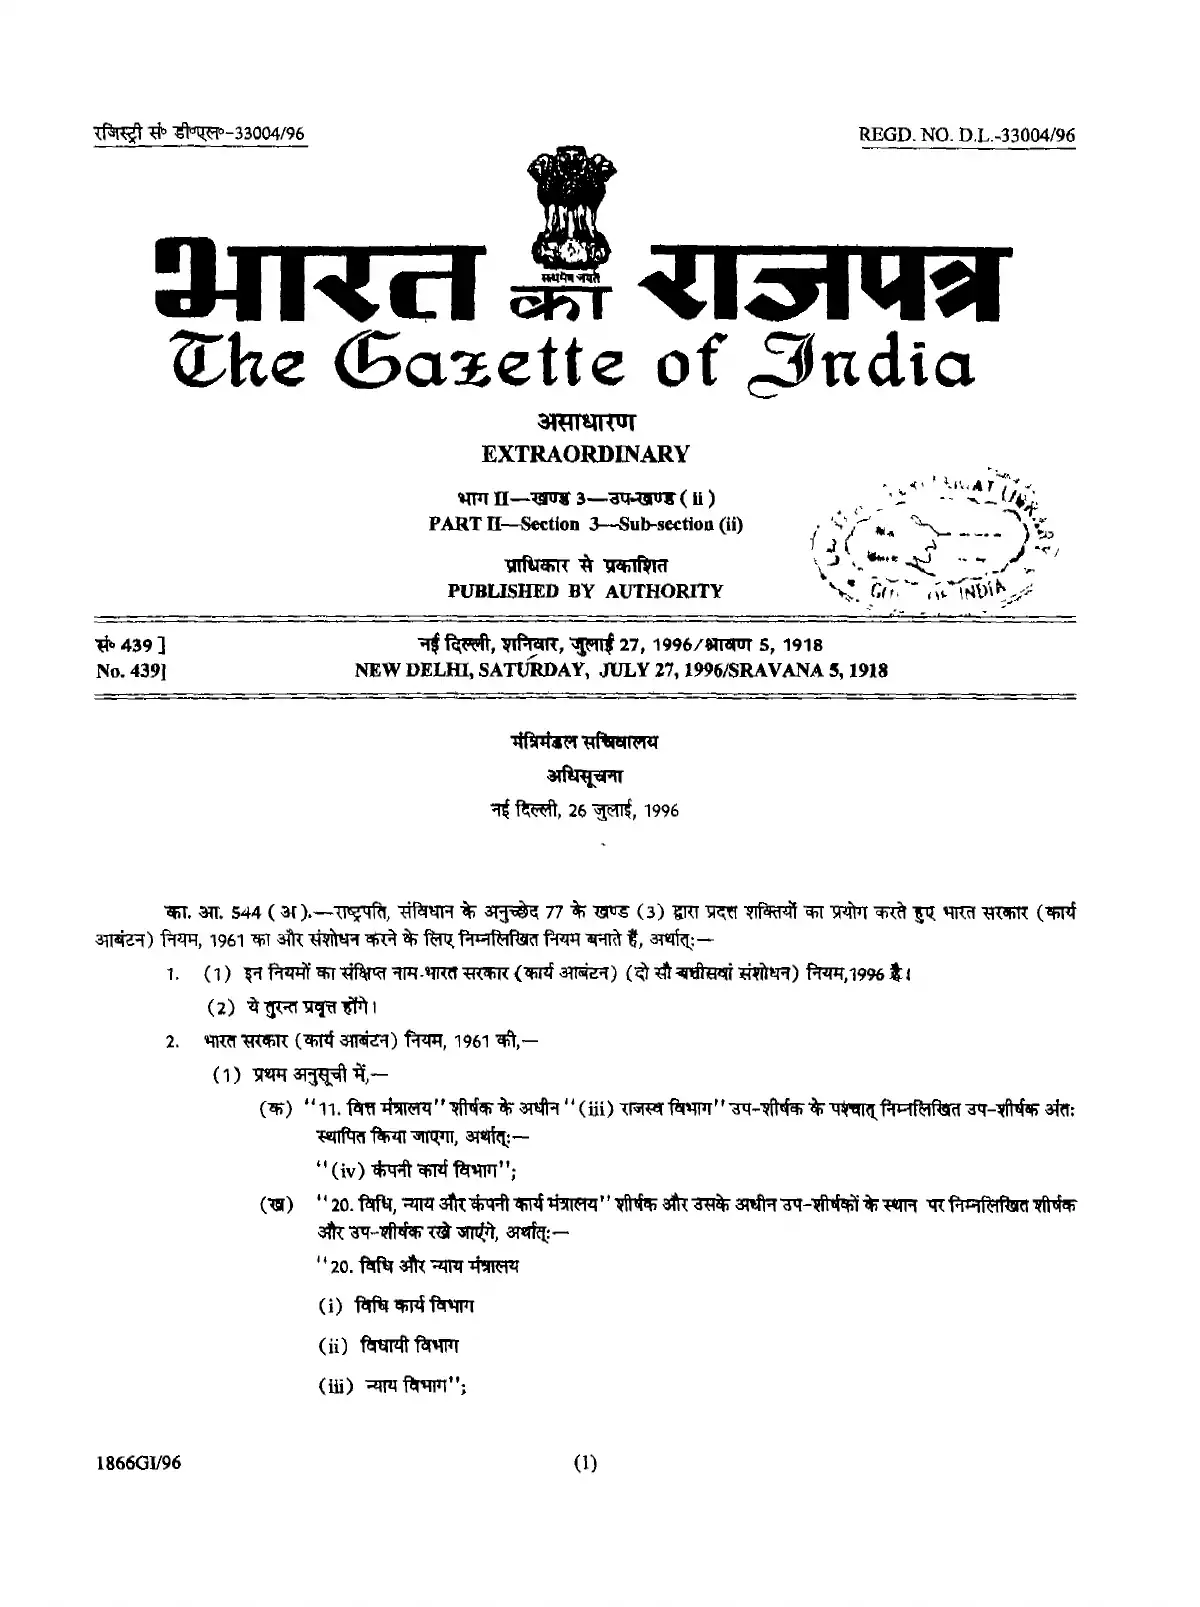 रजिस्ट्री सं० डी०एल०-33004/96
REGD. NO. D.L.-33004/96
सत्यमेव जयते
भारत का राजपत्र
The Gazette of India
असाधारण
EXTRAORDINARY
भाग II—खण्ड 3—उप-खण्ड ( ii )
PART II—Section 3—Sub-section (ii)
प्राधिकार से प्रकाशित
PUBLISHED BY AUTHORITY
LIBRARY
OF INDIA
सं० 439 ]
नई दिल्ली, शनिवार, जुलाई 27, 1996/श्रावण 5, 1918
No. 439]
NEW DELHI, SATURDAY, JULY 27, 1996/SRAVANA 5, 1918
मंत्रिमंडल सचिवालय
अधिसूचना
नई दिल्ली, 26 जुलाई, 1996
का. आ. 544 ( अ ).—राष्ट्रपति, संविधान के अनुच्छेद 77 के खण्ड (3) द्वारा प्रदत्त शक्तियों का प्रयोग करते हुए भारत सरकार (कार्य
आबंटन) नियम, 1961 का और संशोधन करने के लिए निम्नलिखित नियम बनाते हैं, अर्थात्:—
1. (1) इन नियमों का संक्षिप्त नाम-भारत सरकार (कार्य आबंटन) (दो सौ बत्तीसवां संशोधन) नियम,1996 है।
(2) ये तुरन्त प्रवृत्त होंगे।
2. भारत सरकार (कार्य आबंटन) नियम, 1961 की,—
(1) प्रथम अनुसूची में,—
(क) "11. वित्त मंत्रालय" शीर्षक के अधीन "(iii) राजस्व विभाग" उप-शीर्षक के पश्चात् निम्नलिखित उप-शीर्षक अंतः
स्थापित किया जाएगा, अर्थात्:—
"(iv) कंपनी कार्य विभाग";
(ख) "20. विधि, न्याय और कंपनी कार्य मंत्रालय" शीर्षक और उसके अधीन उप-शीर्षकों के स्थान पर निम्नलिखित शीर्षक
और उप-शीर्षक रखे जाएंगे, अर्थात्:—
"20. विधि और न्याय मंत्रालय
(i) विधि कार्य विभाग
(ii) विधायी विभाग
(iii) न्याय विभाग";
1866GI/96
(1)